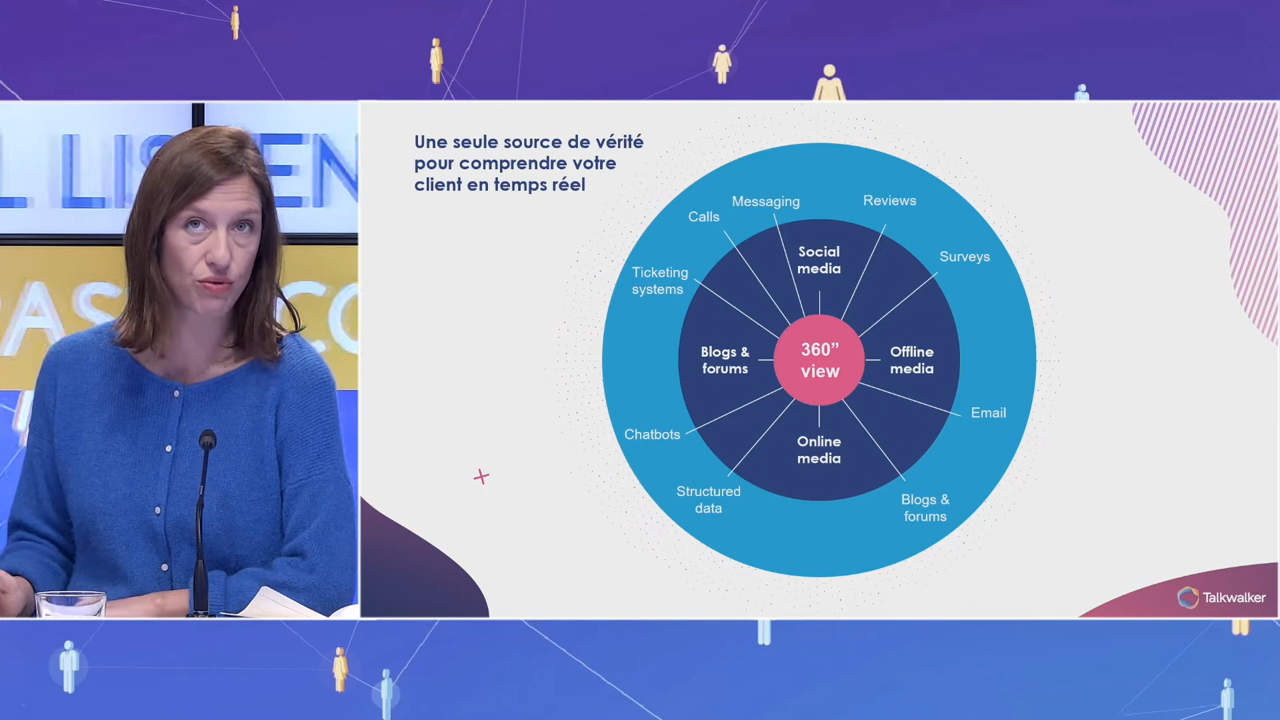 Une seule source de vérité
pour comprendre votre
client en temps réel
Messaging
Reviews
Calls
Social
media
Surveys
Ticketing
systems
Blogs &
forums
360”
view
Offline
media
Email
Chatbots
Online
media
Structured
data
Blogs &
forums
Talkwalker